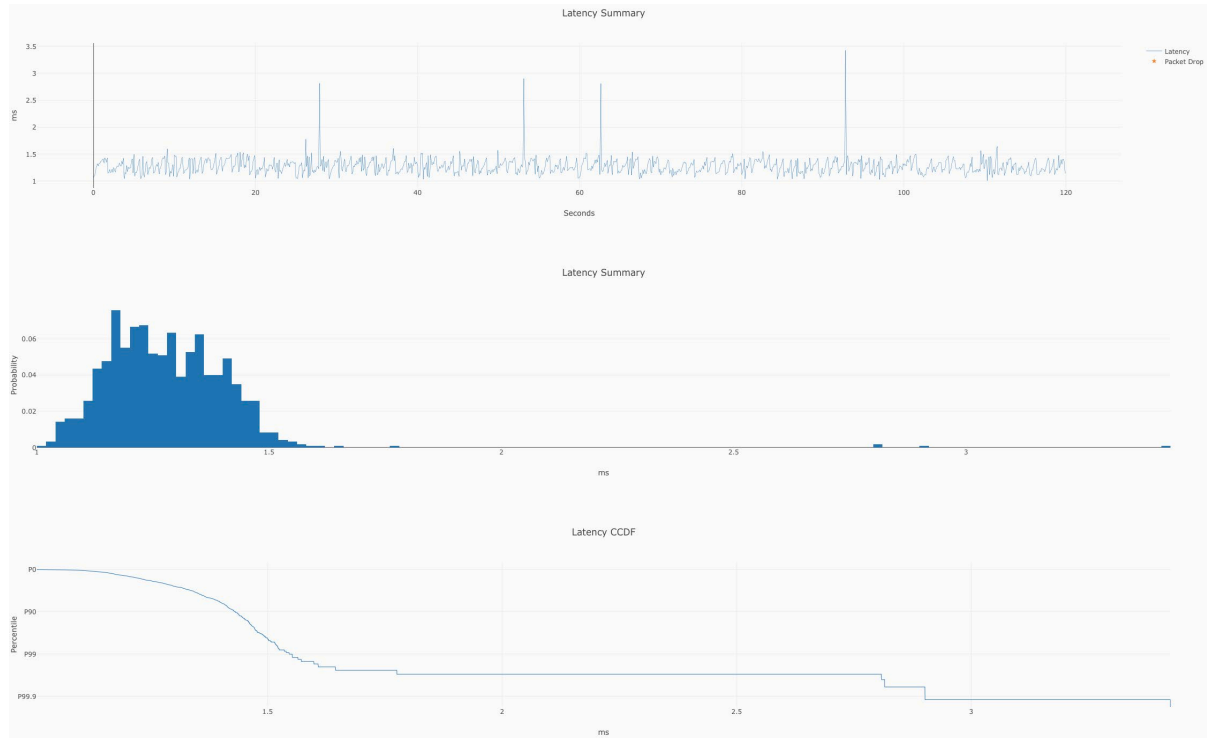 Latency Summary
3.5
3
2.5
2
1.5
1
ms
0
20
40
60
80
100
120
Seconds
Latency
Packet Drop
Latency Summary
0.06
0.04
0.02
0
Probability
1
1.5
2
2.5
3
ms
Latency CCDF
P0
P90
P99
P99.9
Percentile
1.5
2
2.5
3
ms